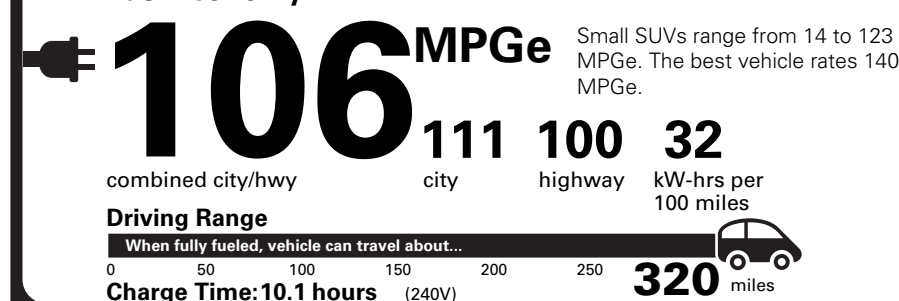 106 MPGe
Small SUVs range from 14 to 123
MPGe. The best vehicle rates 140
MPGe.
111 100 32
combined city/hwy city highway kW-hrs per
100 miles
Driving Range
When fully fueled, vehicle can travel about...
0 50 100 150 200 250 320 miles
Charge Time: 10.1 hours (240V)